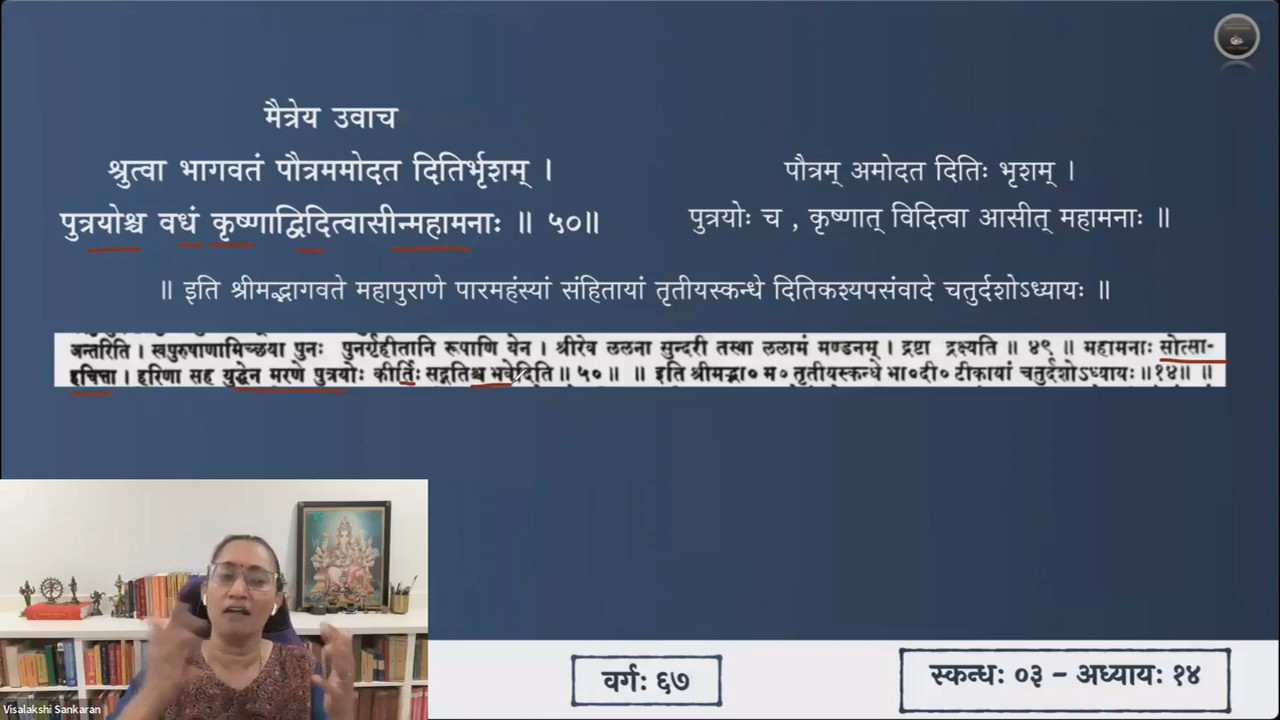 मैत्रेय उवाच
श्रुत्वा भागवतं पौत्रममोदत दितिर्भृशम् ।
पुत्रयोश्च वधं कृष्णाद्विदित्वासीन्महामनाः ॥ ५०॥
पौत्रम् अमोदत दितिः भृशम् ।
पुत्रयोः च , कृष्णात् विदित्वा आसीत् महामनाः ॥
॥ इति श्रीमद्भागवते महापुराणे पारमहंस्यां संहितायां तृतीयस्कन्धे दितिकश्यपसंवादे चतुर्दशोऽध्यायः ॥
अन्तरिति । स्वपुरुषाणामिच्छया पुनः पुनगृहीतानि रूपाणि येन । श्रीरेव ललना सुन्दरी तस्या ललामं मण्डनम् । द्रष्टा द्रक्ष्यति ॥ ४९ ॥ महामनाः सोत्सा-
हचित्ता । हरिणा सह युद्धेन मरणे पुत्रयोः कीर्तिः सद्गतिश्च भवेदिति ॥ ५० ॥ ॥ इति श्रीमद्भा० म० तृतीयस्कन्धे भा०दी० टीकायां चतुर्दशोऽध्यायः ॥१४॥ ॥
Visalakshi Sankaran
वर्गः ६७
स्कन्धः ०३ – अध्यायः १४